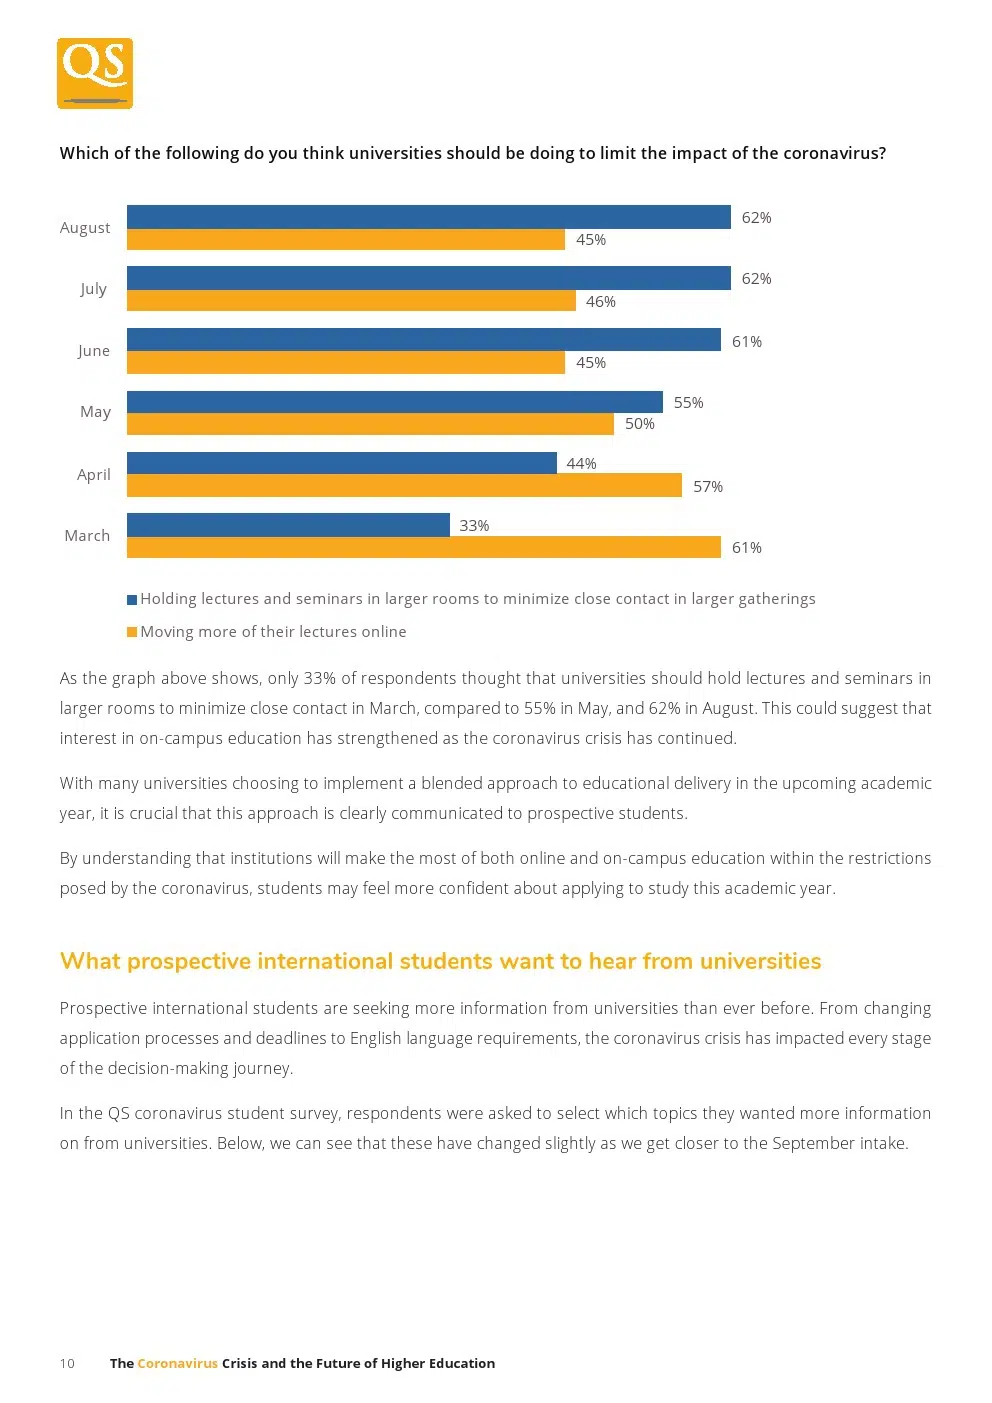 QS
Which of the following do you think universities should be doing to limit the impact of the coronavirus?
August
62%
45%
July
62%
46%
June
61%
45%
May
55%
50%
April
44%
57%
March
33%
61%
Holding lectures and seminars in larger rooms to minimize close contact in larger gatherings
Moving more of their lectures online
As the graph above shows, only 33% of respondents thought that universities should hold lectures and seminars in
larger rooms to minimize close contact in March, compared to 55% in May, and 62% in August. This could suggest that
interest in on-campus education has strengthened as the coronavirus crisis has continued.
With many universities choosing to implement a blended approach to educational delivery in the upcoming academic
year, it is crucial that this approach is clearly communicated to prospective students.
By understanding that institutions will make the most of both online and on-campus education within the restrictions
posed by the coronavirus, students may feel more confident about applying to study this academic year.
What prospective international students want to hear from universities
Prospective international students are seeking more information from universities than ever before. From changing
application processes and deadlines to English language requirements, the coronavirus crisis has impacted every stage
of the decision-making journey.
In the QS coronavirus student survey, respondents were asked to select which topics they wanted more information
on from universities. Below, we can see that these have changed slightly as we get closer to the September intake.
10 The Coronavirus Crisis and the Future of Higher Education